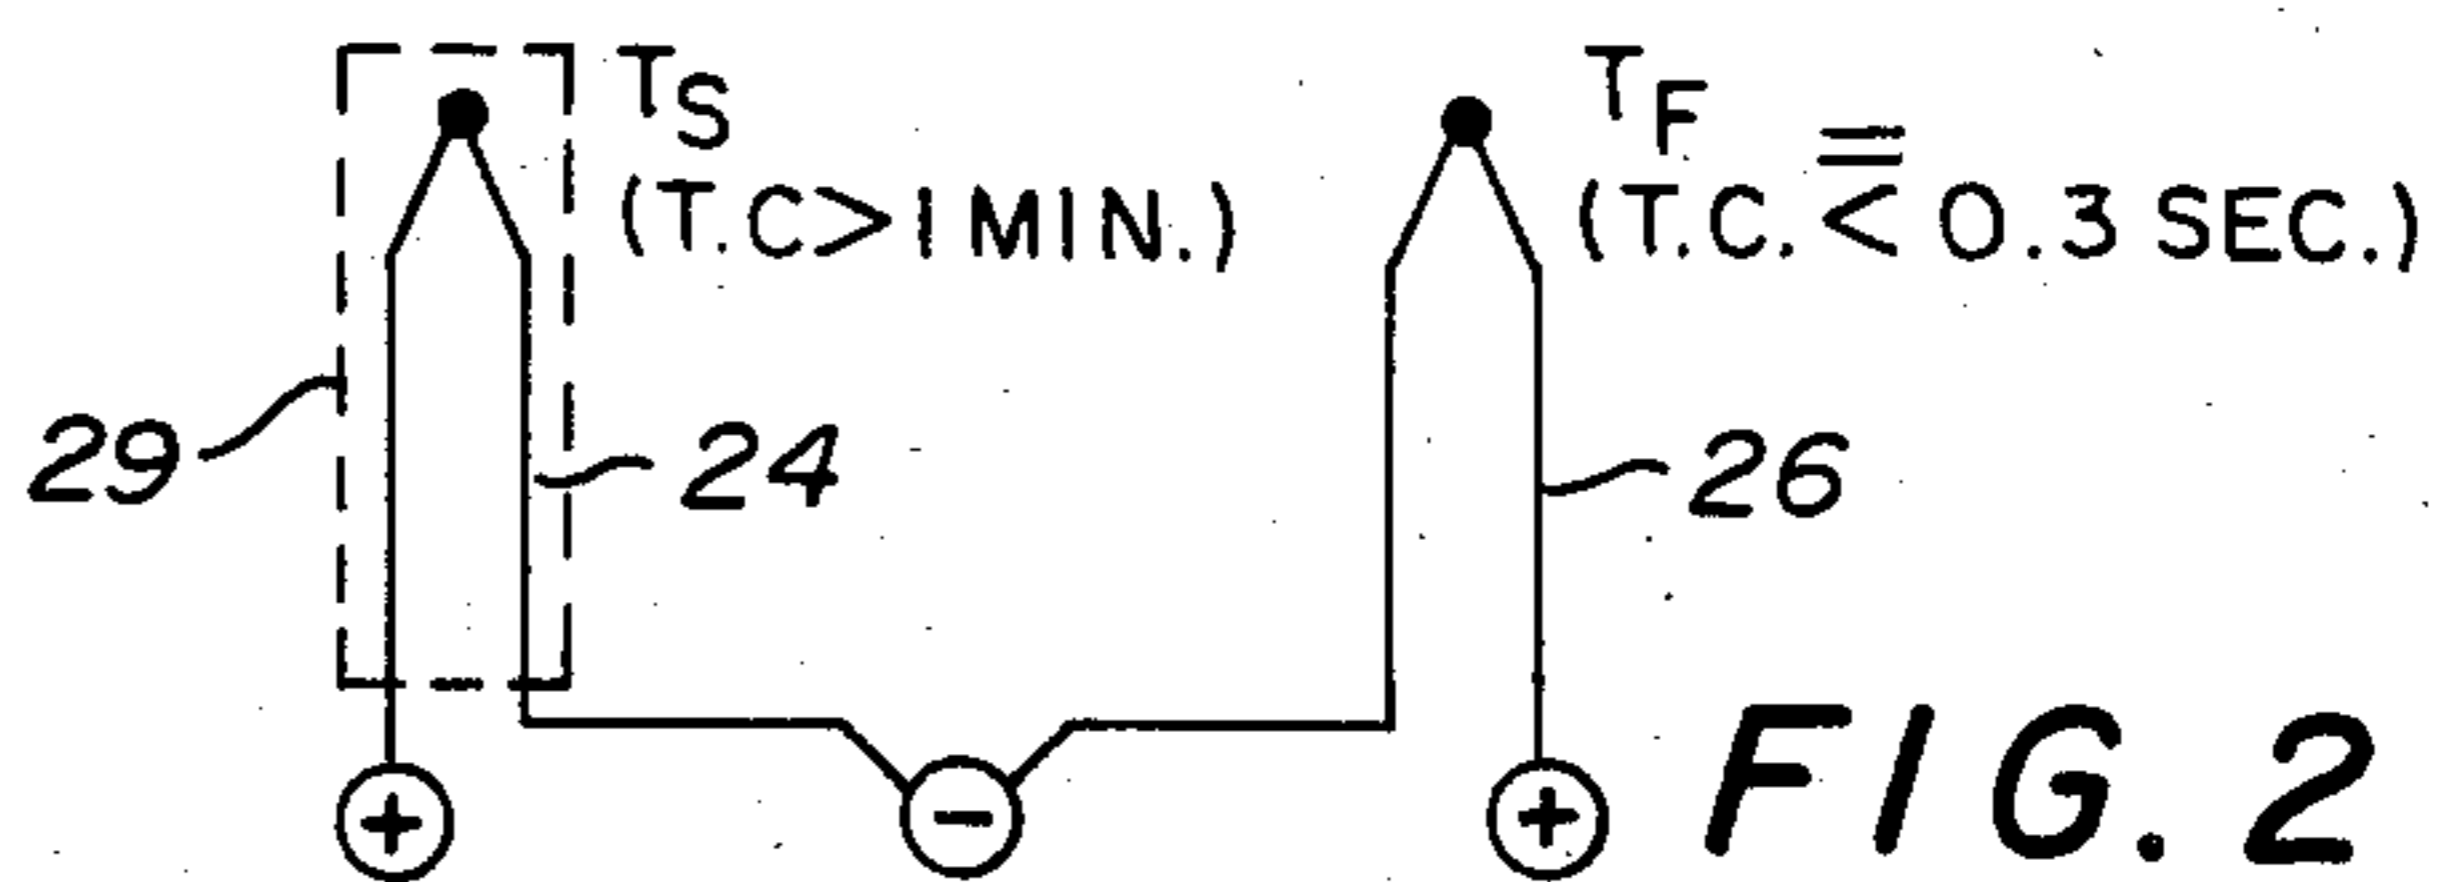 TS
(T.C>1 MIN.)
TF
=
(T.C.<0.3 SEC.)
29
24
26
+
-
+
FIG.2